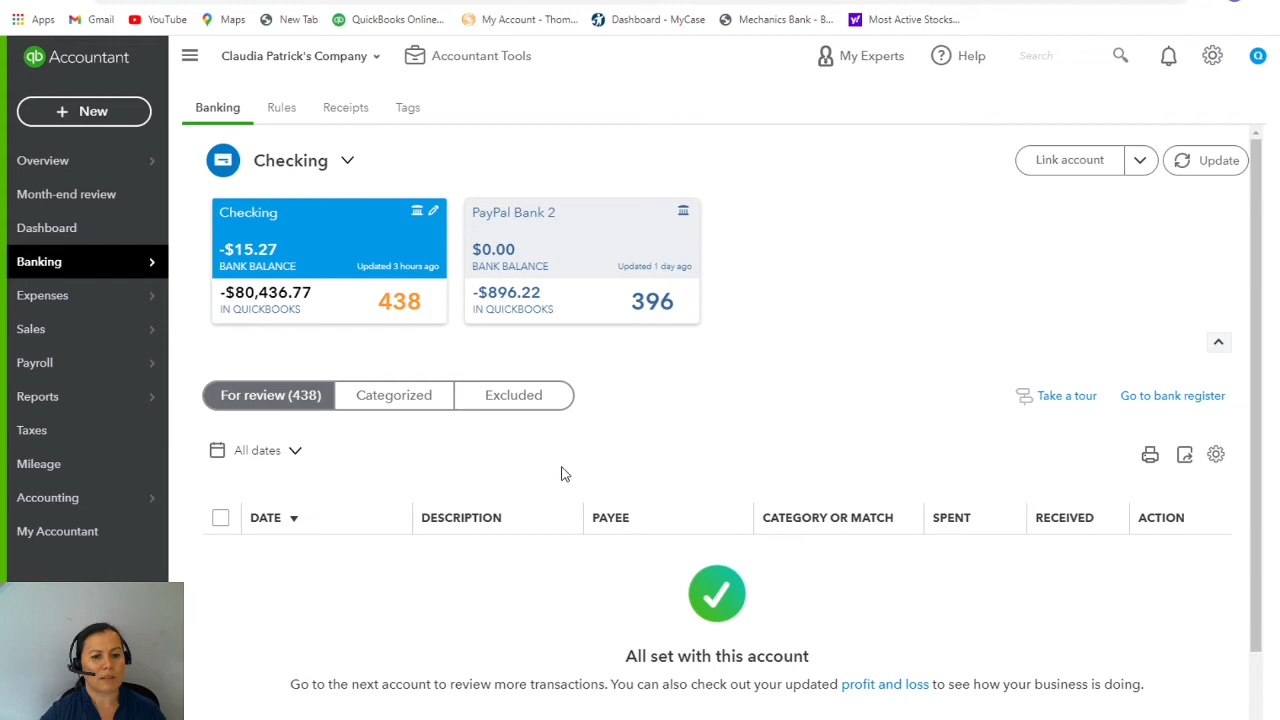 Apps Gmail YouTube Maps New Tab QuickBooks Online... My Account - Thom... Dashboard - MyCase Mechanics Bank - B... Most Active Stocks...
qb Accountant Claudia Patrick's Company Accountant Tools My Experts ? Help Search Q
+ New
Banking Rules Receipts Tags
Overview
Month-end review
Dashboard
Banking
Expenses
Sales
Payroll
Reports
Taxes
Mileage
Accounting
My Accountant
Checking Link account Update
Checking
-$15.27
BANK BALANCE Updated 3 hours ago
-$80,436.77 438
IN QUICKBOOKS
PayPal Bank 2
$0.00
BANK BALANCE Updated 1 day ago
-$896.22 396
IN QUICKBOOKS
For review (438) Categorized Excluded Take a tour Go to bank register
All dates
DATE DESCRIPTION PAYEE CATEGORY OR MATCH SPENT RECEIVED ACTION
All set with this account
Go to the next account to review more transactions. You can also check out your updated profit and loss to see how your business is doing.